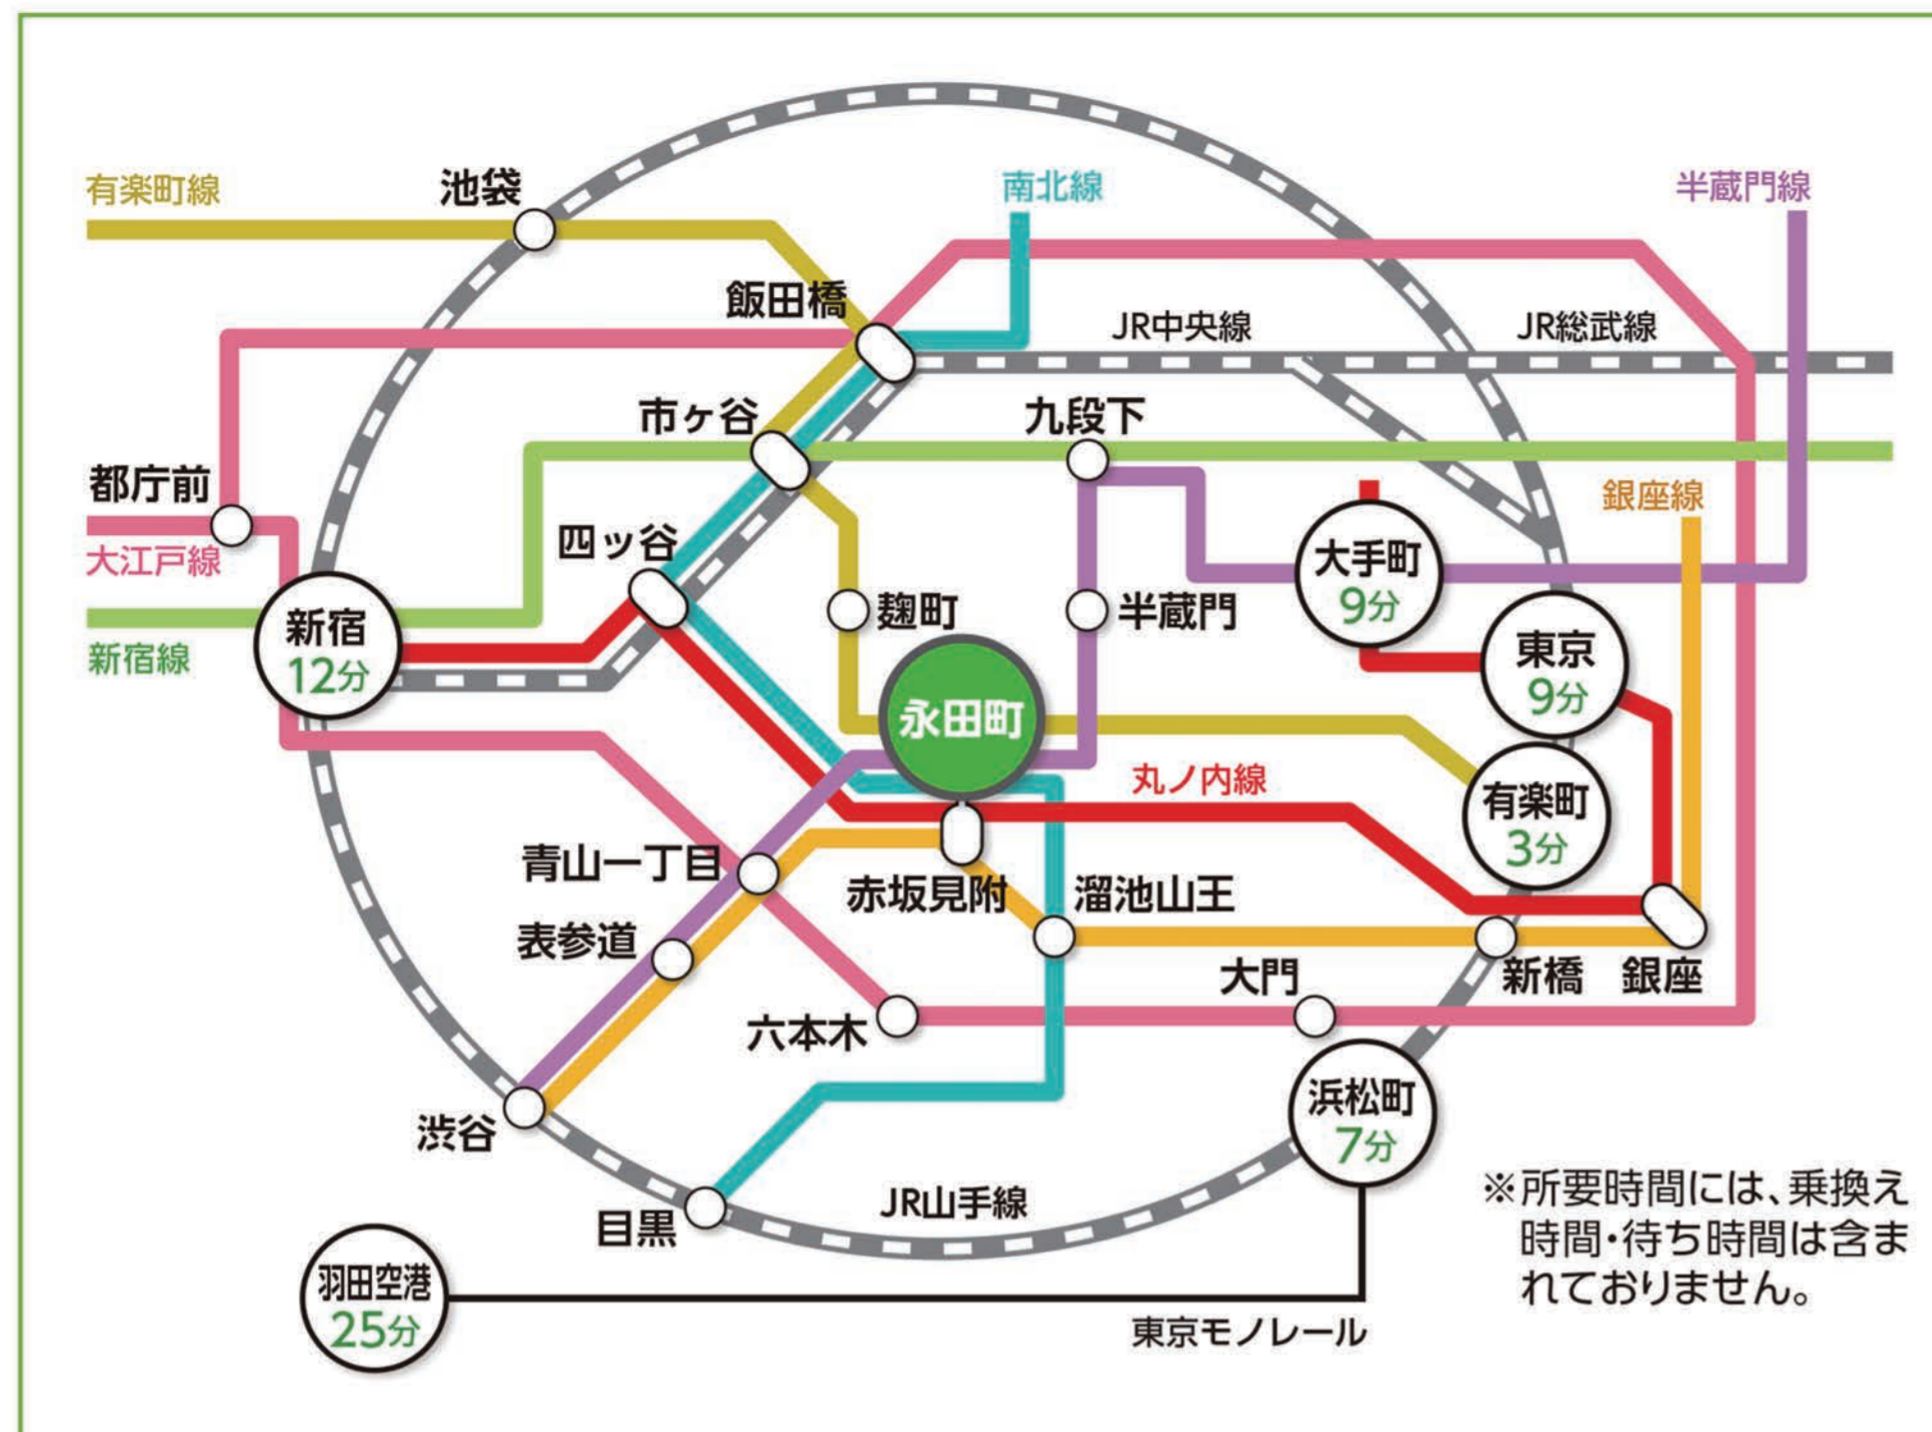 有楽町線
池袋
南北線
半蔵門線
飯田橋
JR中央線
JR総武線
市ヶ谷
九段下
都庁前
銀座線
大江戸線
四ッ谷
大手町
9分
新宿
12分
麹町
半蔵門
東京
9分
新宿線
永田町
丸ノ内線
有楽町
3分
青山一丁目
赤坂見附
溜池山王
表参道
大門
新橋
銀座
六本木
浜松町
7分
渋谷
JR山手線
目黒
※所要時間には、乗換え
時間・待ち時間は含ま
れておりません。
羽田空港
25分
東京モノレール